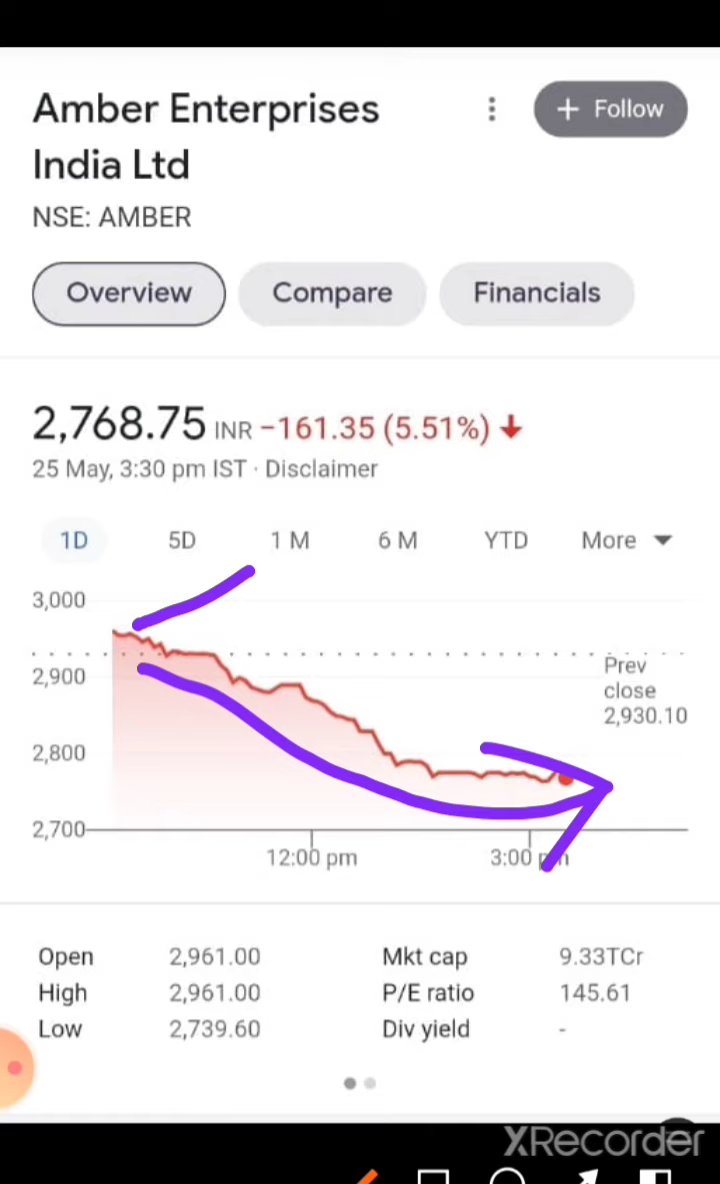 Amber Enterprises
India Ltd
+ Follow
NSE: AMBER
Overview Compare Financials
2,768.75 INR −161.35 (5.51%) ↓
25 May, 3:30 pm IST · Disclaimer
1D 5D 1 M 6 M YTD More
3,000
2,900
2,800
2,700
Prev
close
2,930.10
12:00 pm 3:00 pm
Open 2,961.00 Mkt cap 9.33TCr
High 2,961.00 P/E ratio 145.61
Low 2,739.60 Div yield -
XRecorder